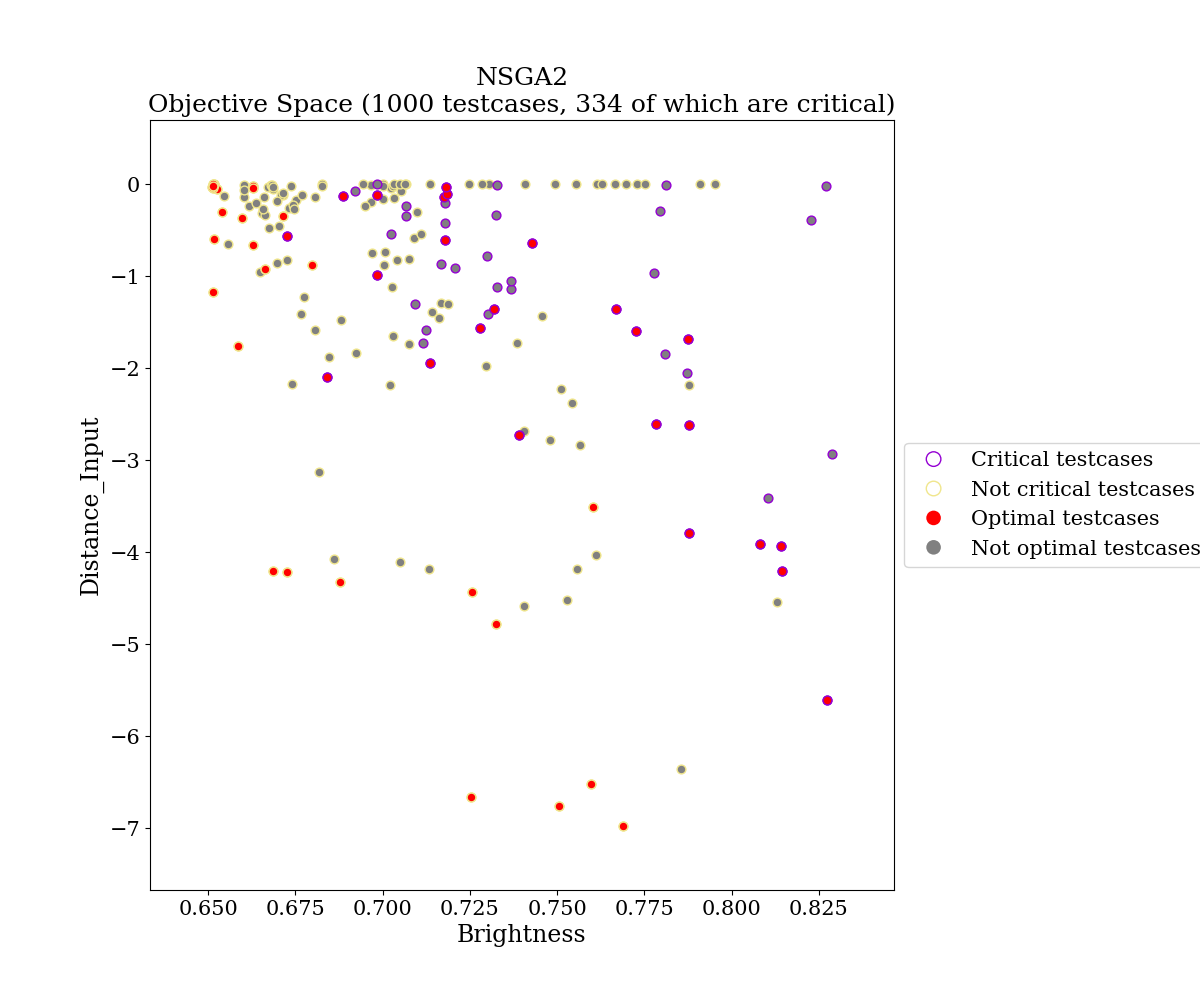 NSGA2
Objective Space (1000 testcases, 334 of which are critical)
0
−1
−2
−3
−4
−5
−6
−7
Distance_Input
0.650 0.675 0.700 0.725 0.750 0.775 0.800 0.825
Brightness
Critical testcases
Not critical testcases
Optimal testcases
Not optimal testcases